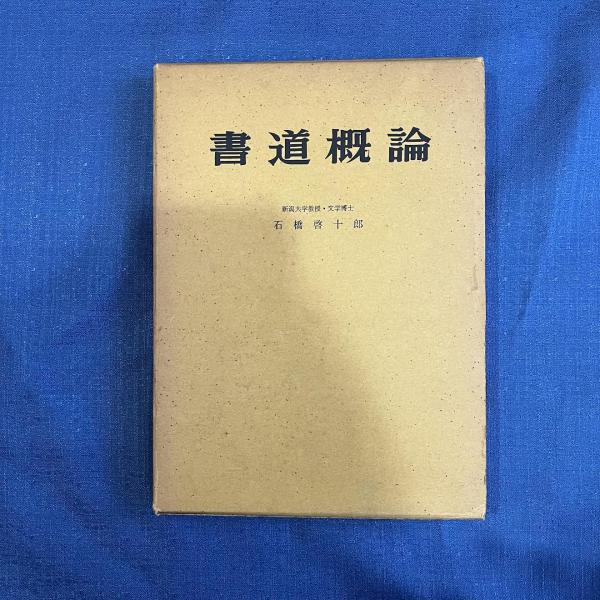 書道概論
新潟大学教授・文学博士
石橋啓十郎